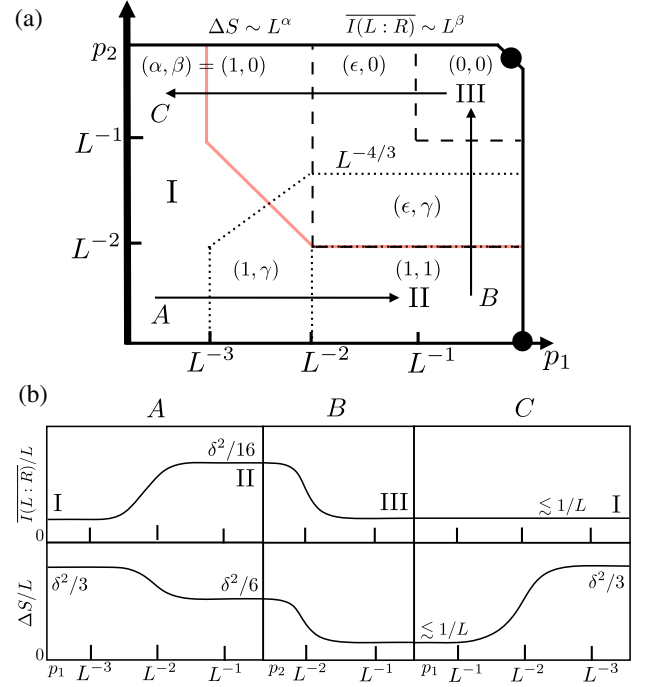 (a)
ΔS ∼ L^α
\overline{I(L : R)} ∼ L^β
p_2
(α, β) = (1, 0)
(ϵ, 0)
(0, 0)
C
III
L^{-1}
L^{-4/3}
I
(ϵ, γ)
L^{-2}
(1, γ)
(1, 1)
A
II
B
L^{-3}
L^{-2}
L^{-1}
p_1
(b)
A
B
C
\overline{I(L : R)}/L
δ^2/16
I
II
III
≲ 1/L
I
0
ΔS/L
δ^2/3
δ^2/6
≲ 1/L
δ^2/3
0
p_1 L^{-3} L^{-2} L^{-1} p_2 L^{-2} L^{-1} p_1 L^{-1} L^{-2} L^{-3}